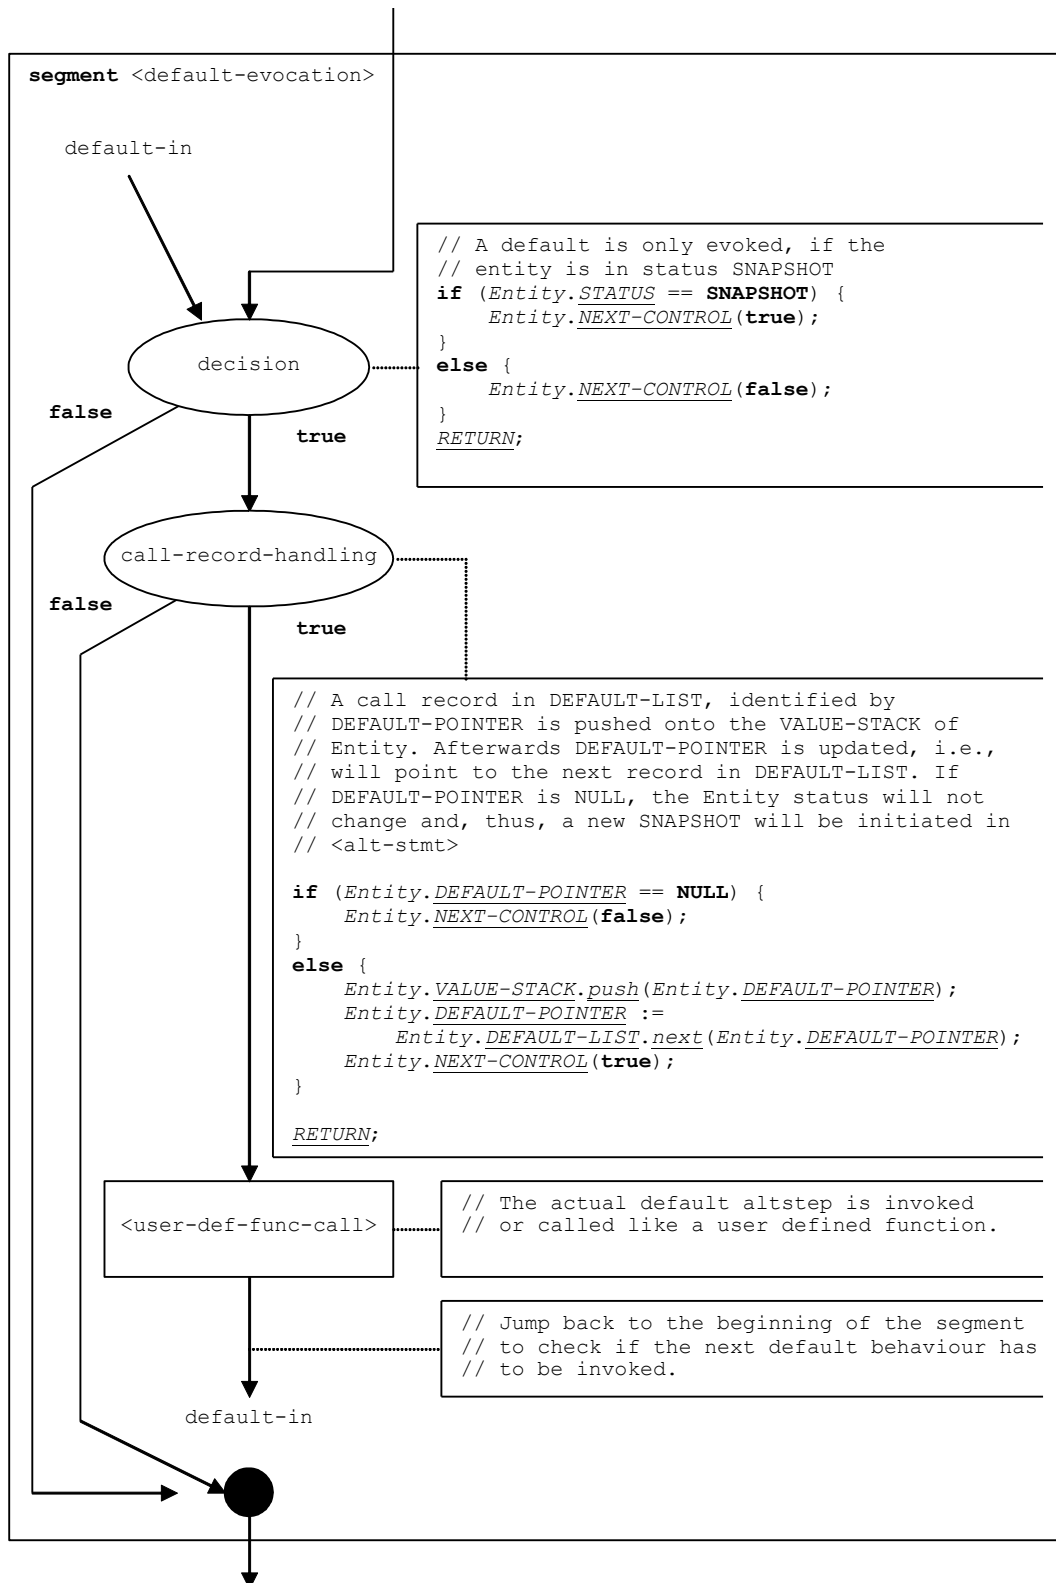 segment <default-evocation>
default-in
// A default is only evoked, if the
// entity is in status SNAPSHOT
if (Entity.STATUS == SNAPSHOT) {
Entity.NEXT-CONTROL(true);
}
else {
Entity.NEXT-CONTROL(false);
}
RETURN;
decision
false
true
call-record-handling
false
true
// A call record in DEFAULT-LIST, identified by
// DEFAULT-POINTER is pushed onto the VALUE-STACK of
// Entity. Afterwards DEFAULT-POINTER is updated, i.e.,
// will point to the next record in DEFAULT-LIST. If
// DEFAULT-POINTER is NULL, the Entity status will not
// change and, thus, a new SNAPSHOT will be initiated in
// <alt-stmt>
if (Entity.DEFAULT-POINTER == NULL) {
Entity.NEXT-CONTROL(false);
}
else {
Entity.VALUE-STACK.push(Entity.DEFAULT-POINTER);
Entity.DEFAULT-POINTER :=
Entity.DEFAULT-LIST.next(Entity.DEFAULT-POINTER);
Entity.NEXT-CONTROL(true);
}
RETURN;
<user-def-func-call>
// The actual default altstep is invoked
// or called like a user defined function.
// Jump back to the beginning of the segment
// to check if the next default behaviour has
// to be invoked.
default-in